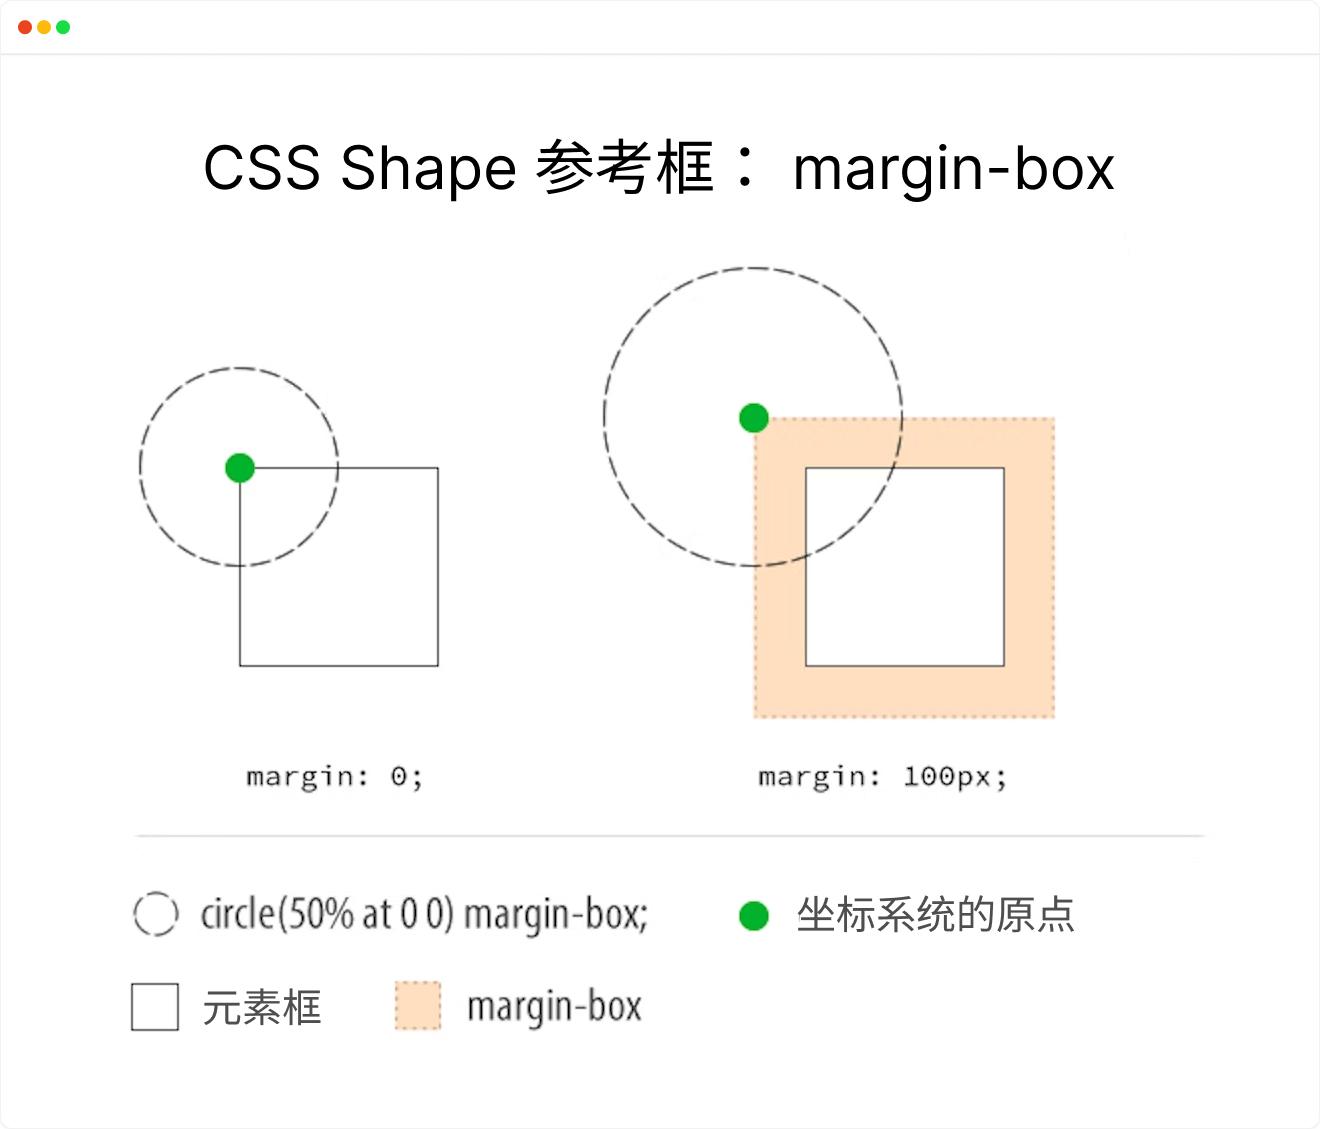 CSS Shape 参考框： margin-box
margin: 0;
margin: 100px;
circle(50% at 0 0) margin-box;
坐标系统的原点
元素框
margin-box